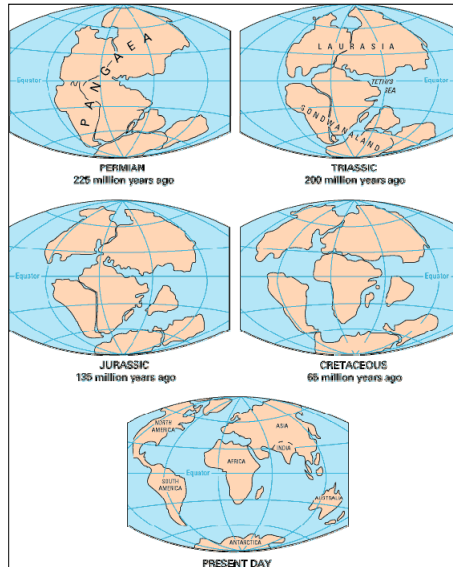 PANGAEA
Equator
PERMIAN
225 million years ago
LAURASIA
TETHYS
SEA
Equator
GONDWANALAND
TRIASSIC
200 million years ago
Equator
JURASSIC
135 million years ago
Equator
CRETACEOUS
65 million years ago
NORTH
AMERICA
ASIA
INDIA
AFRICA
Equator
SOUTH
AMERICA
AUSTRALIA
ANTARCTICA
PRESENT DAY